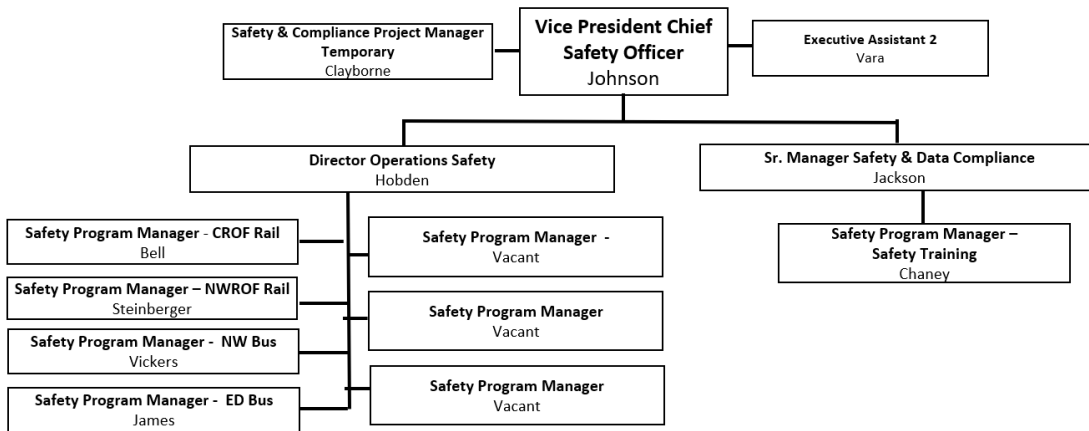 Safety & Compliance Project Manager
Temporary
Clayborne
Vice President Chief
Safety Officer
Johnson
Executive Assistant 2
Vara
Director Operations Safety
Hobden
Sr. Manager Safety & Data Compliance
Jackson
Safety Program Manager - CROF Rail
Bell
Safety Program Manager -
Vacant
Safety Program Manager –
Safety Training
Chaney
Safety Program Manager – NWROF Rail
Steinberger
Safety Program Manager
Vacant
Safety Program Manager -  NW Bus
Vickers
Safety Program Manager
Vacant
Safety Program Manager -  ED Bus
James